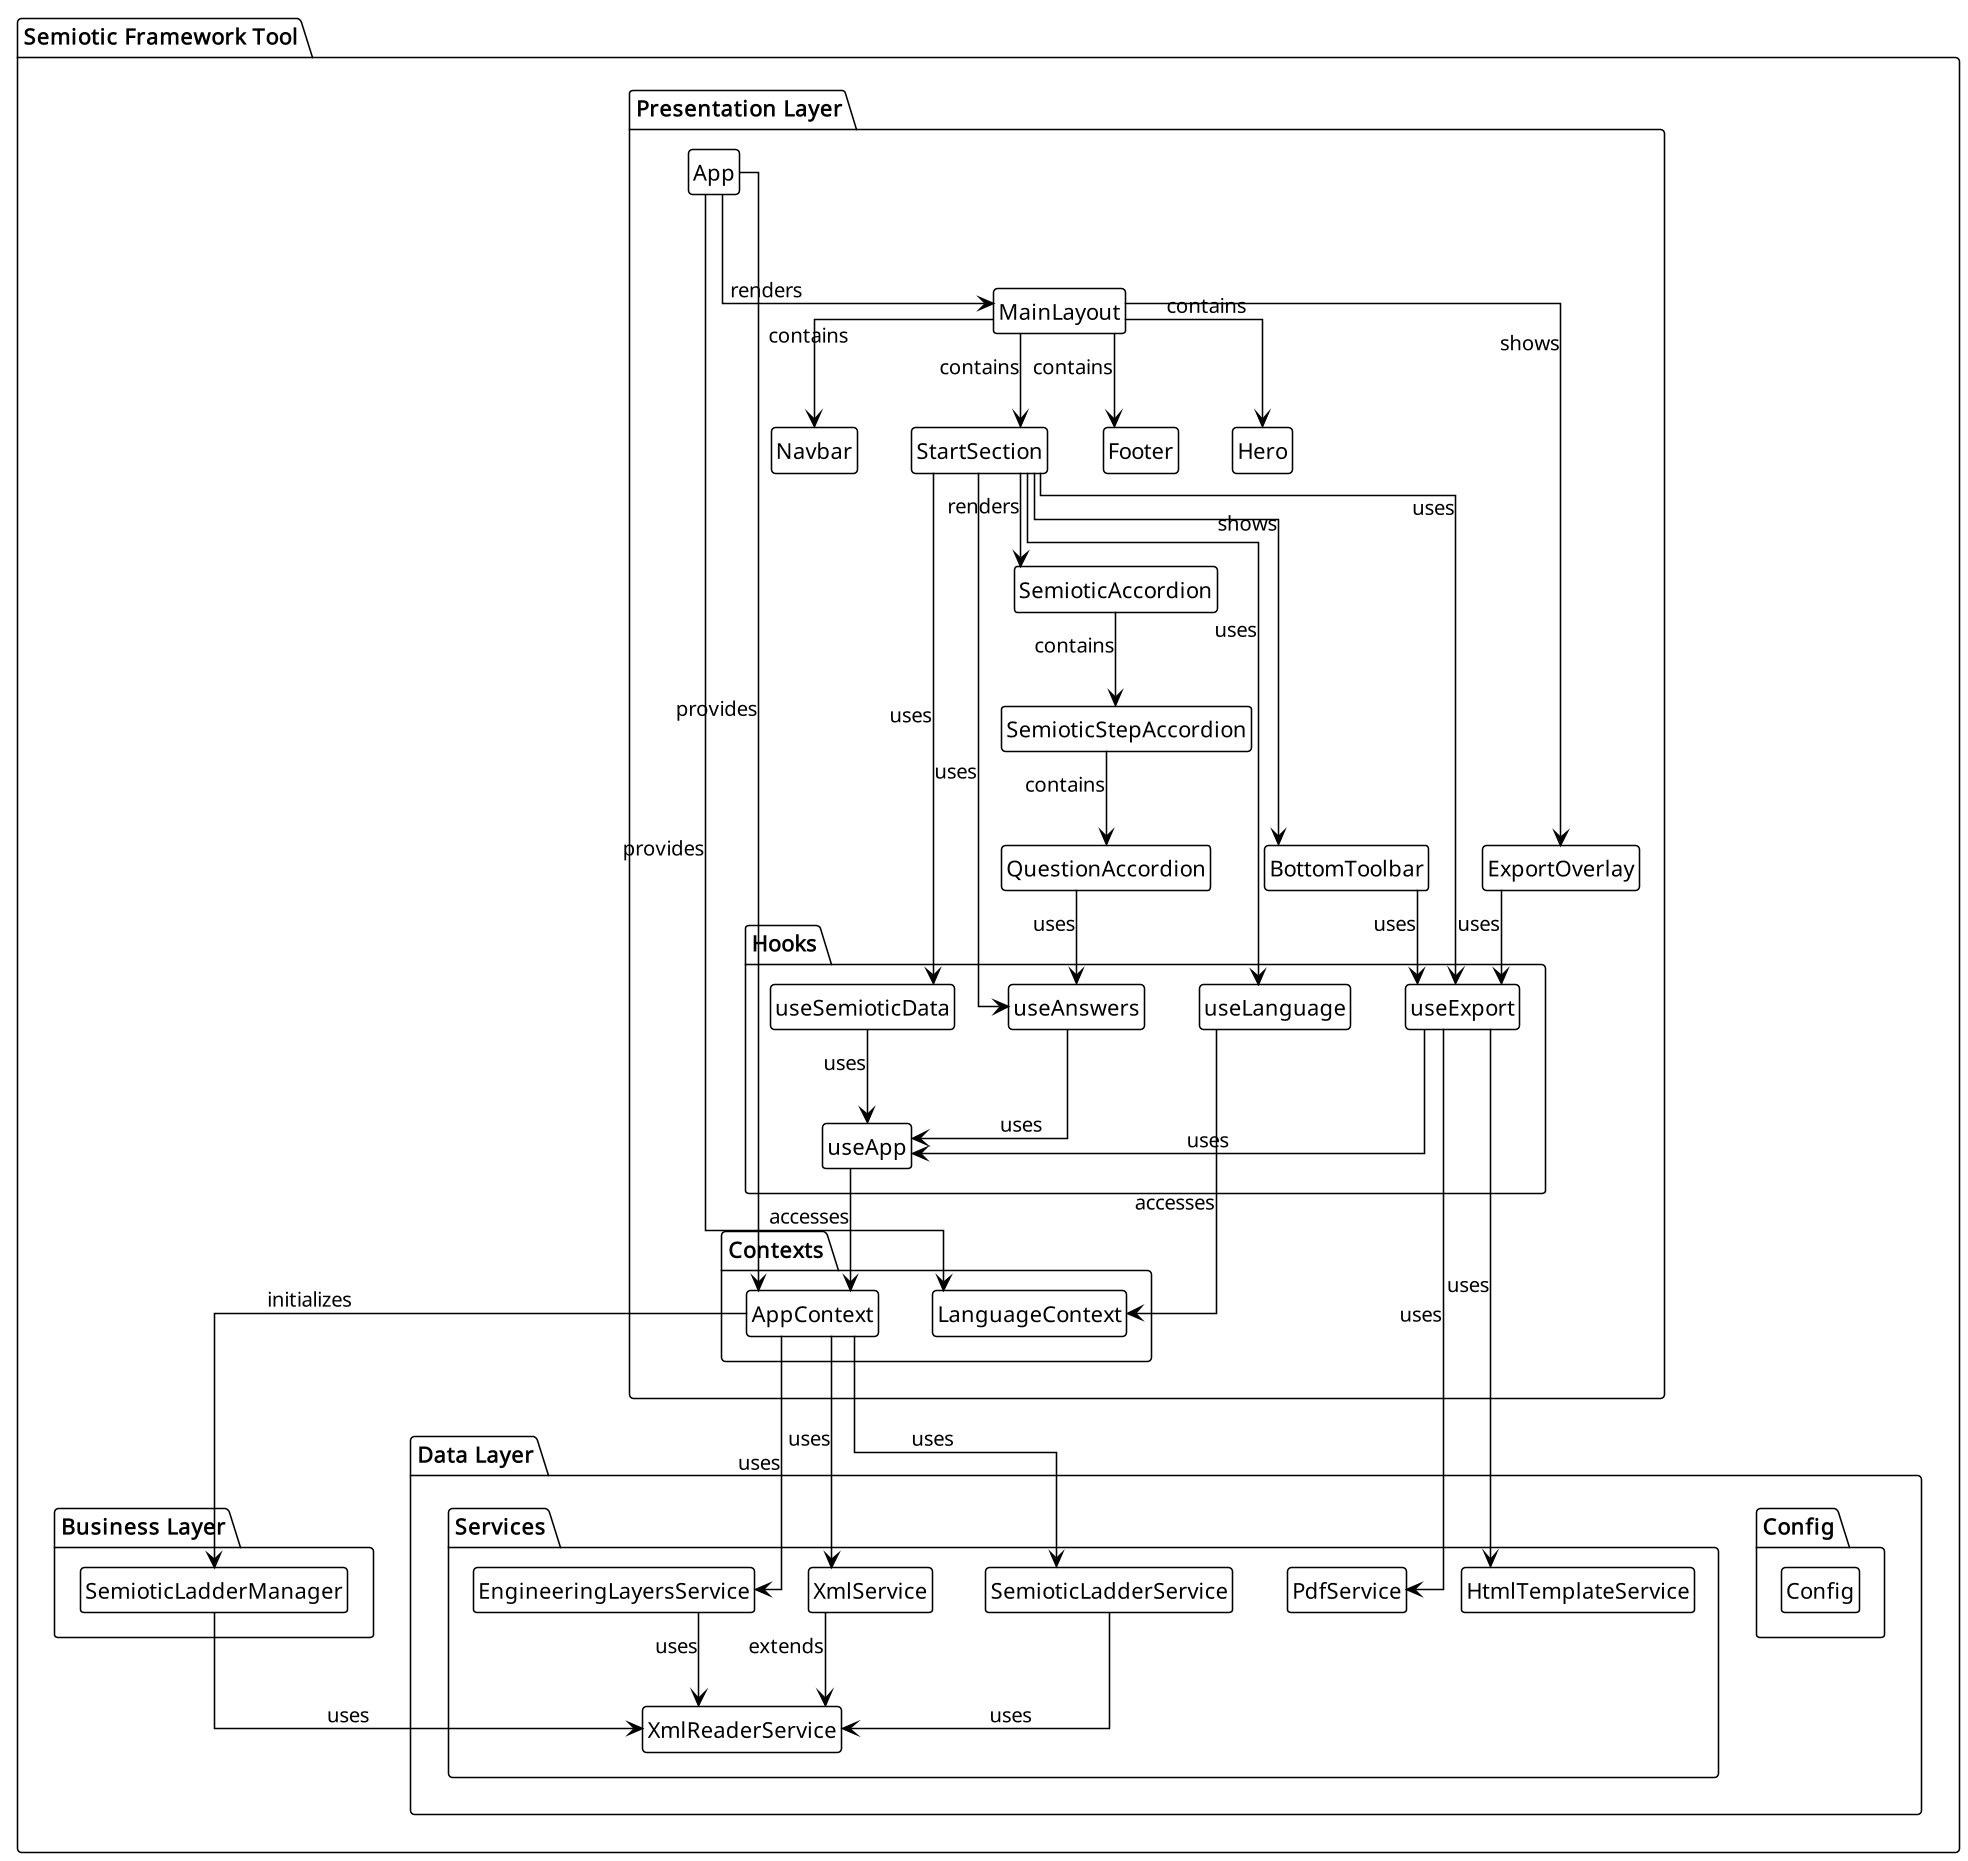 Semiotic Framework Tool
Presentation Layer
App
renders
MainLayout
contains
contains
shows
contains
contains
Navbar
StartSection
Footer
Hero
renders
uses
shows
SemioticAccordion
uses
contains
provides
uses
SemioticStepAccordion
uses
contains
provides
QuestionAccordion
BottomToolbar
ExportOverlay
uses
uses
uses
Hooks
useSemioticData
useAnswers
useLanguage
useExport
uses
uses
uses
useApp
accesses
accesses
Contexts
uses
initializes
uses
AppContext
LanguageContext
uses
uses
uses
Data Layer
Business Layer
Services
Config
SemioticLadderManager
EngineeringLayersService
XmlService
SemioticLadderService
PdfService
HtmlTemplateService
Config
uses
extends
uses
uses
XmlReaderService